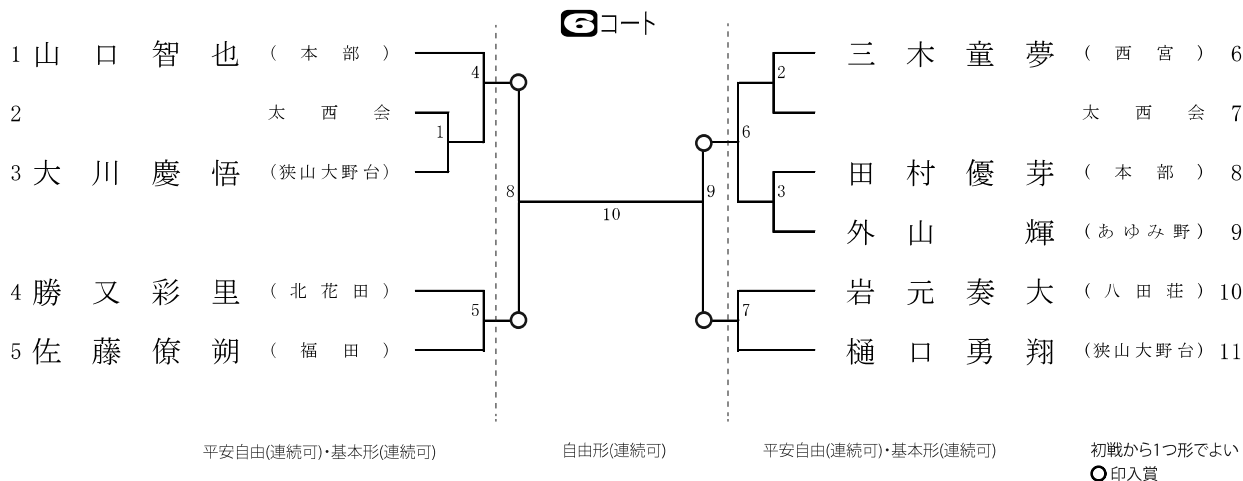 6コート
1 山口智也 (本部)
2 太西会
3 大川慶悟 (狭山大野台)
4 勝又彩里 (北花田)
5 佐藤僚朔 (福田)
4
1
5
8
10
9
2
6
3
7
三木童夢 (西宮) 6
太西会 7
田村優芽 (本部) 8
外山輝 (あゆみ野) 9
岩元奏大 (八田荘) 10
樋口勇翔 (狭山大野台) 11
平安自由(連続可)・基本形(連続可)
自由形(連続可)
平安自由(連続可)・基本形(連続可)
初戦から1つ形でよい
○印入賞